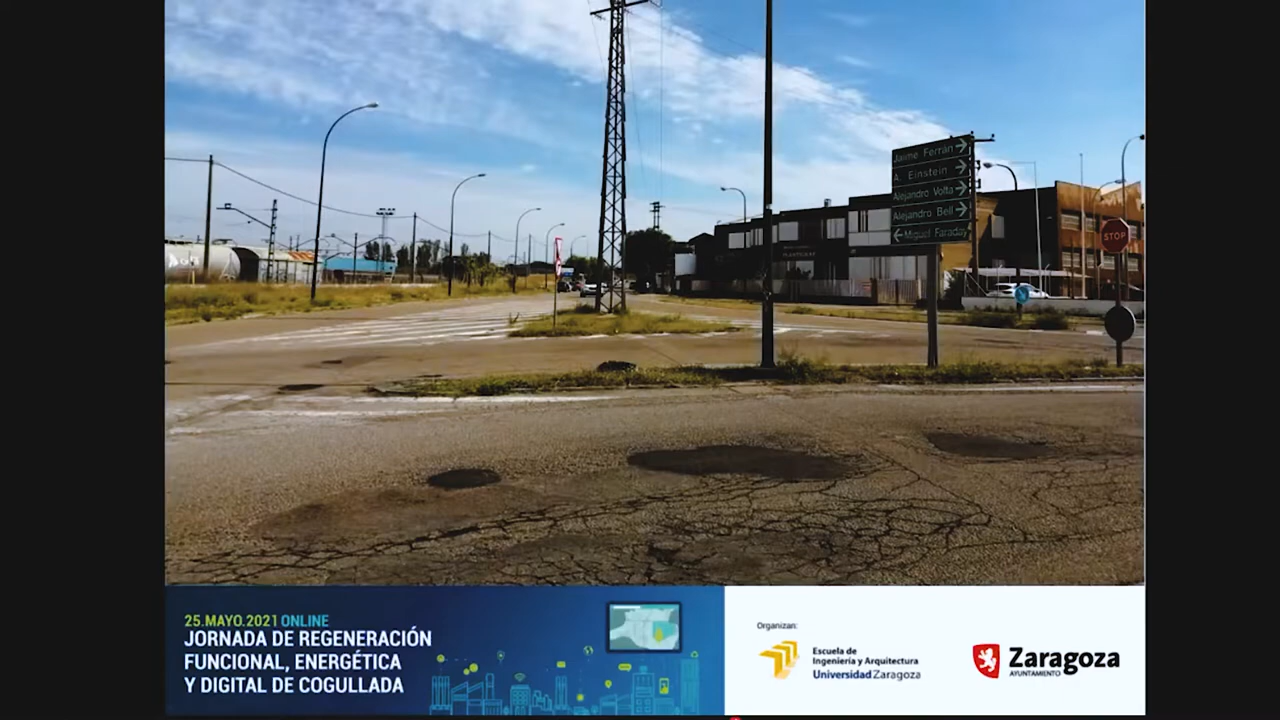 Jaime Ferrán
A. Einstein
Alejandro Volta
Alejandro Bell
Miguel Faraday
STOP
25.MAYO.2021 ONLINE
JORNADA DE REGENERACIÓN
FUNCIONAL, ENERGÉTICA
Y DIGITAL DE COGULLADA
Organizan:
Escuela de
Ingeniería y Arquitectura
Universidad Zaragoza
Zaragoza
AYUNTAMIENTO